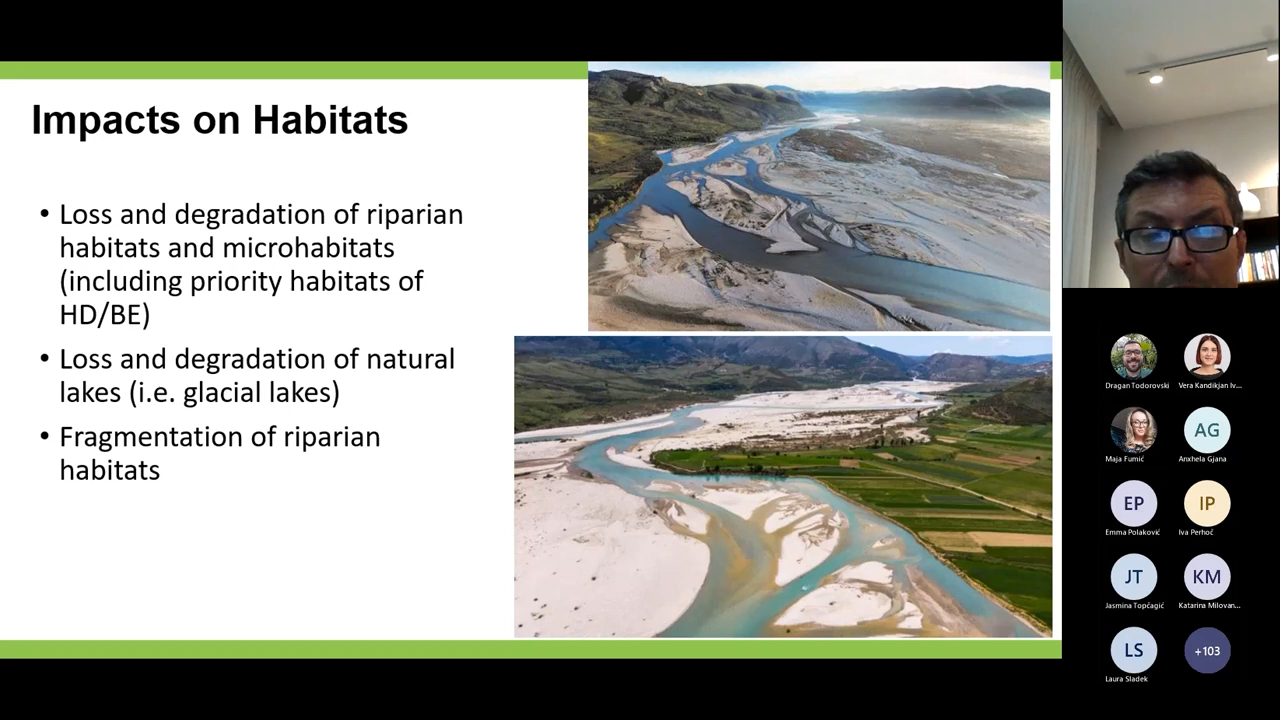 Impacts on Habitats
• Loss and degradation of riparian
habitats and microhabitats
(including priority habitats of
HD/BE)
• Loss and degradation of natural
lakes (i.e. glacial lakes)
• Fragmentation of riparian
habitats
Dragan Todorovski
Vera Kandikjan Iv...
Maja Fumić
AG
Anxhela Gjana
EP
Emma Polaković
IP
Iva Perhoč
JT
Jasmina Topčagić
KM
Katarina Milovan...
LS
Laura Sladek
+103